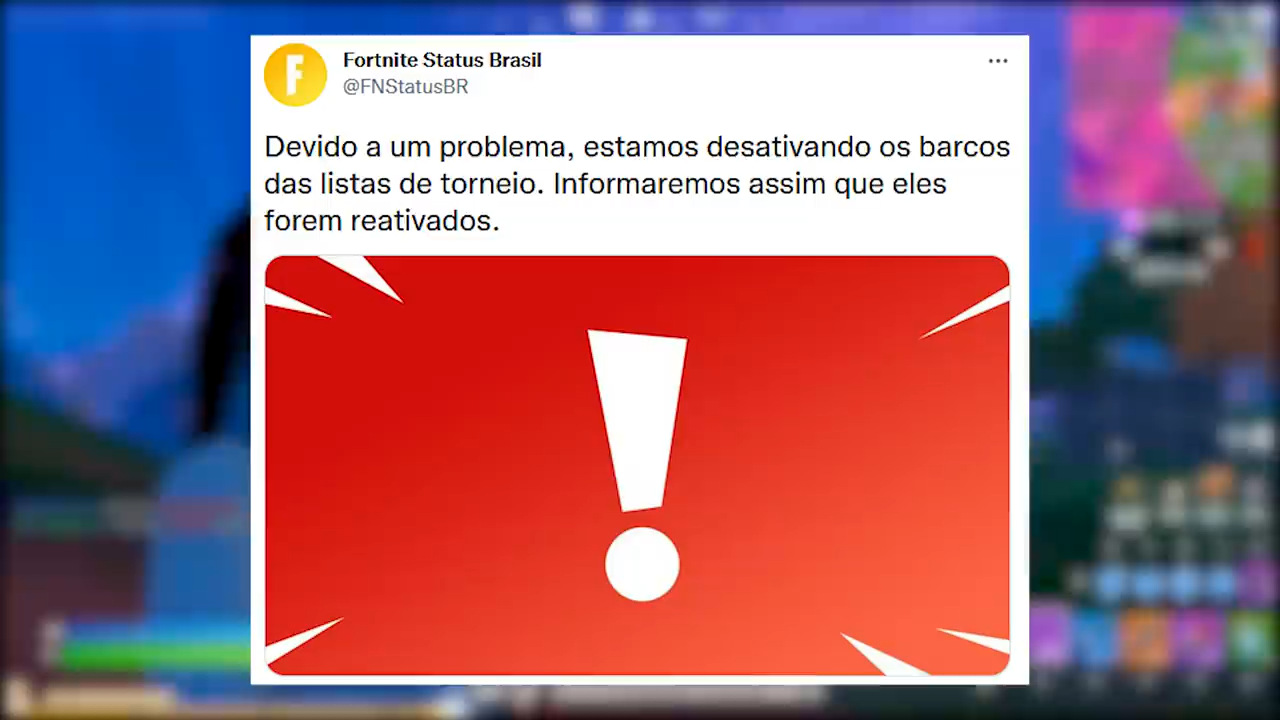 Fortnite Status Brasil
@FNStatusBR
Devido a um problema, estamos desativando os barcos
das listas de torneio. Informaremos assim que eles
forem reativados.